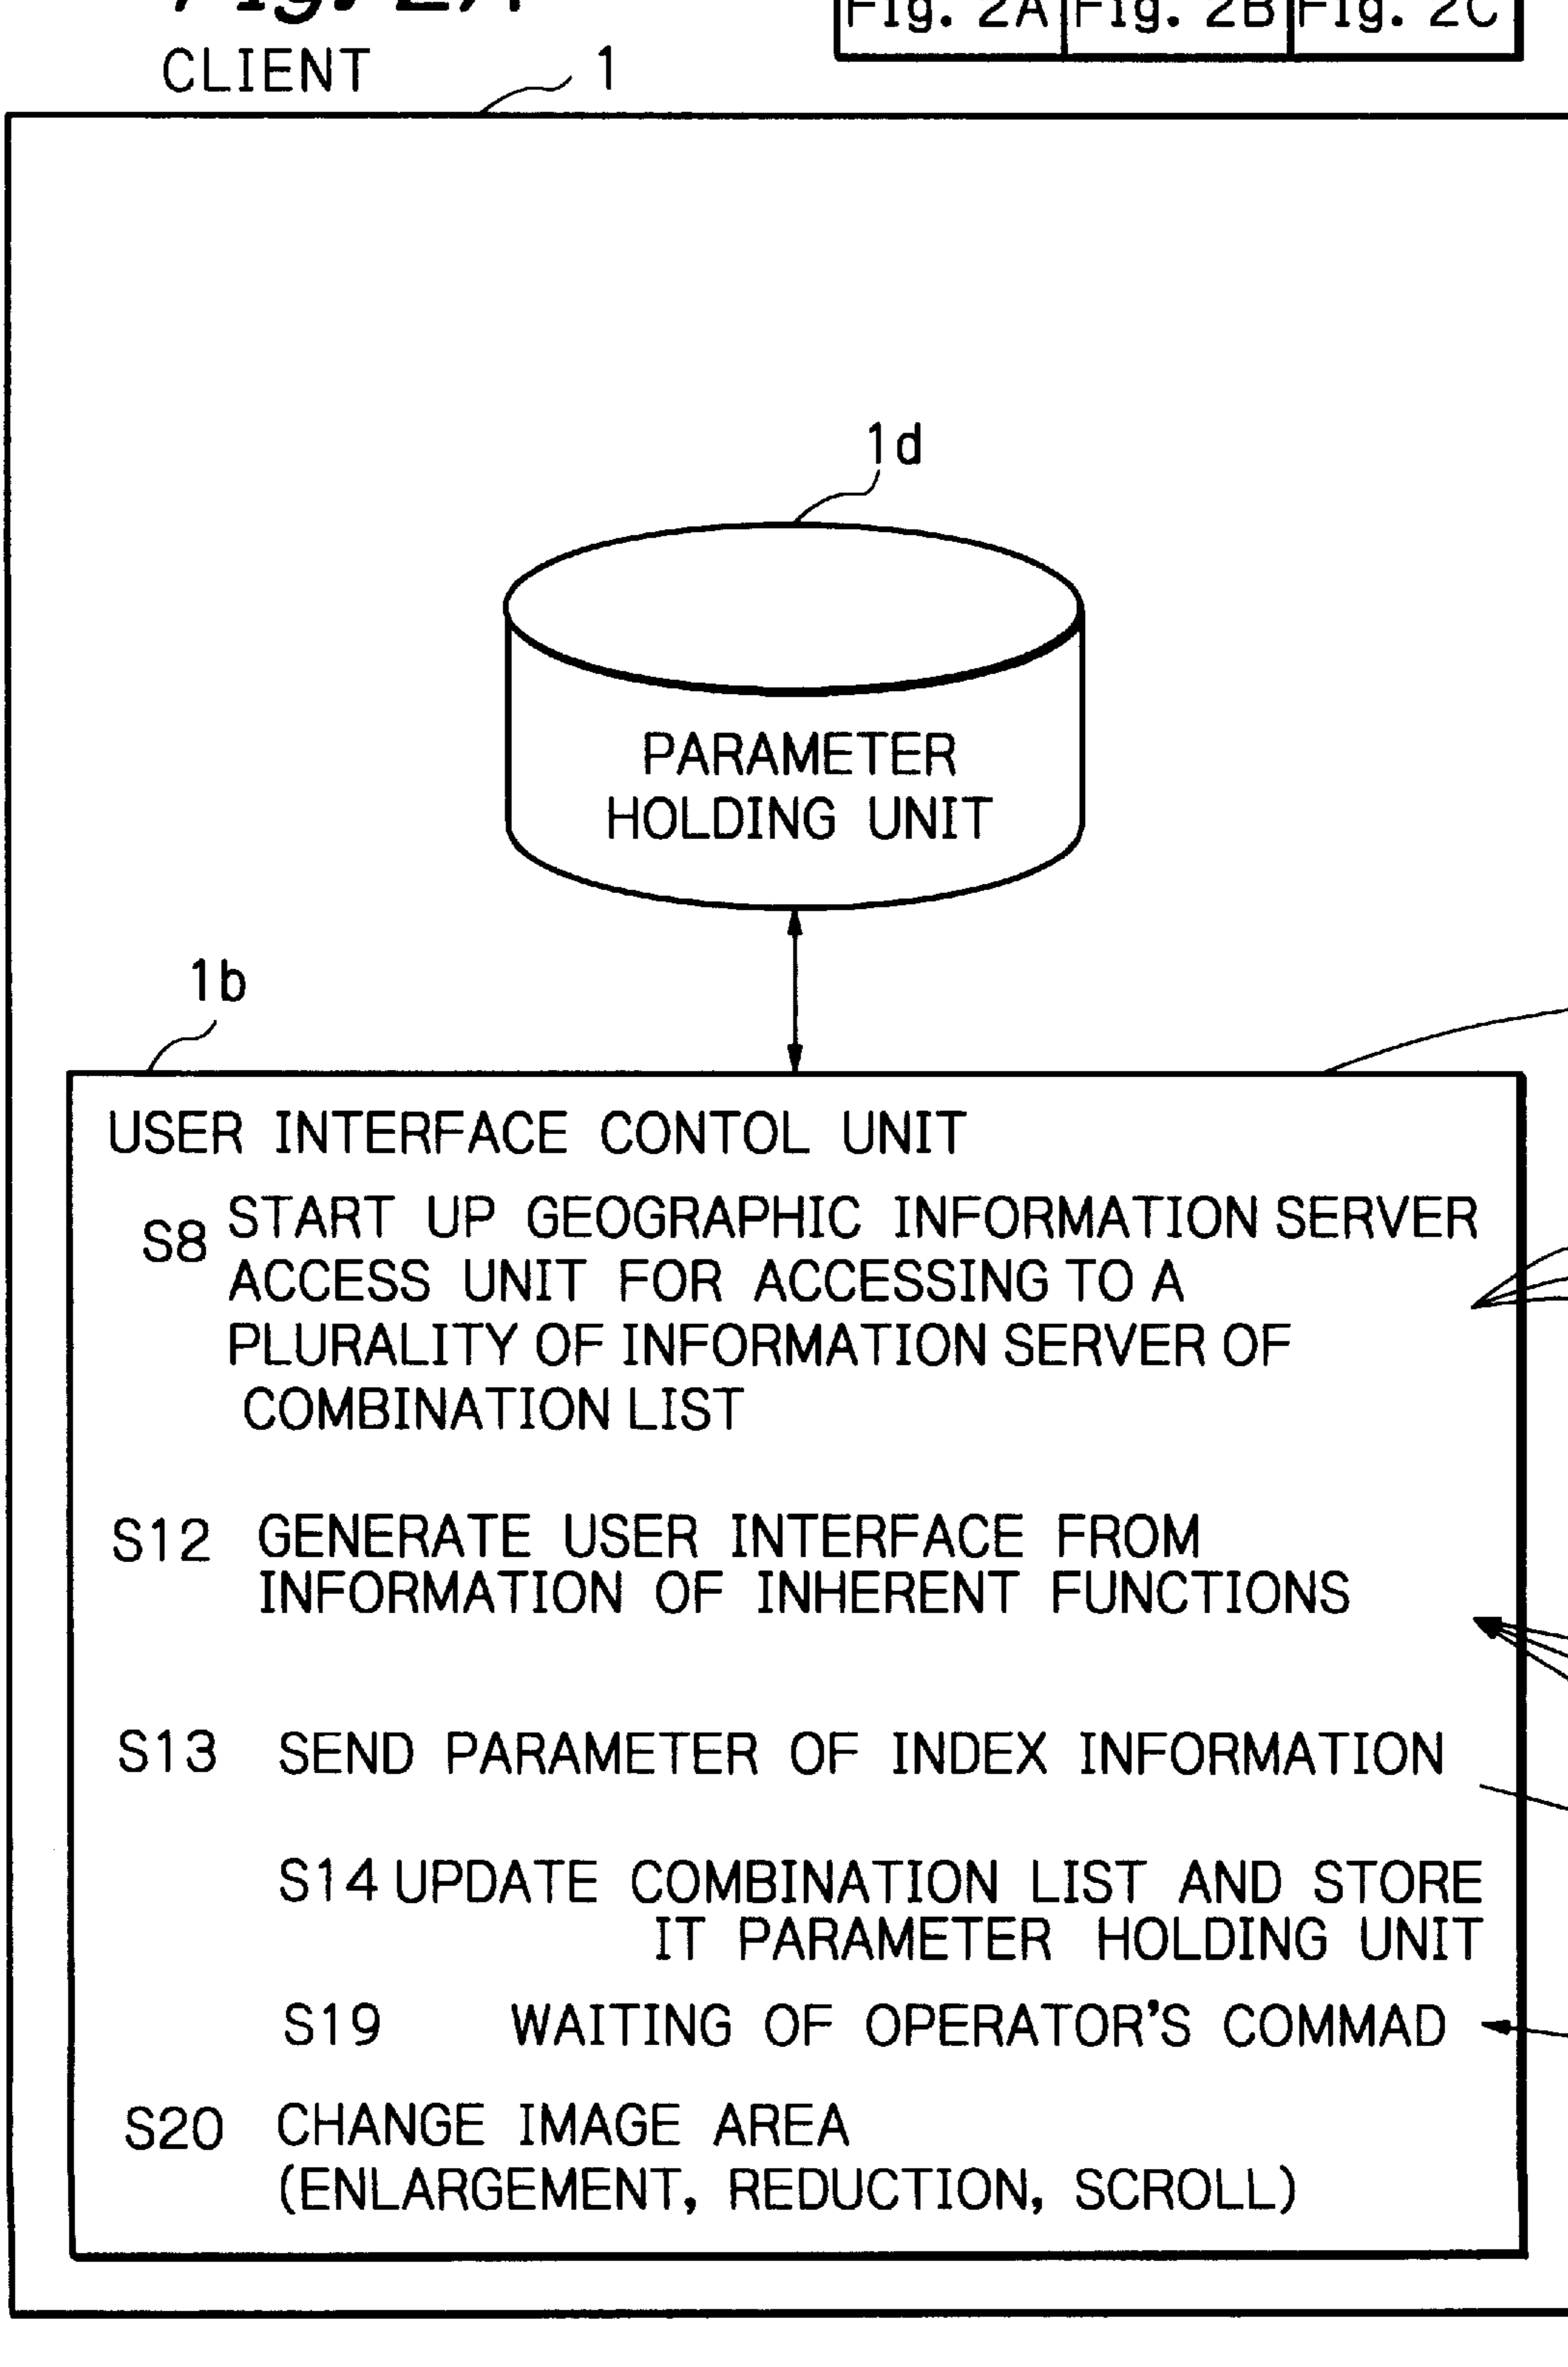 Fig. 2A
Fig. 2A Fig. 2B Fig. 2C
CLIENT 1
1d
PARAMETER
HOLDING UNIT
1b
USER INTERFACE CONTOL UNIT
S8 START UP GEOGRAPHIC INFORMATION SERVER
ACCESS UNIT FOR ACCESSING TO A
PLURALITY OF INFORMATION SERVER OF
COMBINATION LIST
S12 GENERATE USER INTERFACE FROM
INFORMATION OF INHERENT FUNCTIONS
S13 SEND PARAMETER OF INDEX INFORMATION
S14 UPDATE COMBINATION LIST AND STORE
IT PARAMETER HOLDING UNIT
S19 WAITING OF OPERATOR'S COMMAD
S20 CHANGE IMAGE AREA
(ENLARGEMENT, REDUCTION, SCROLL)